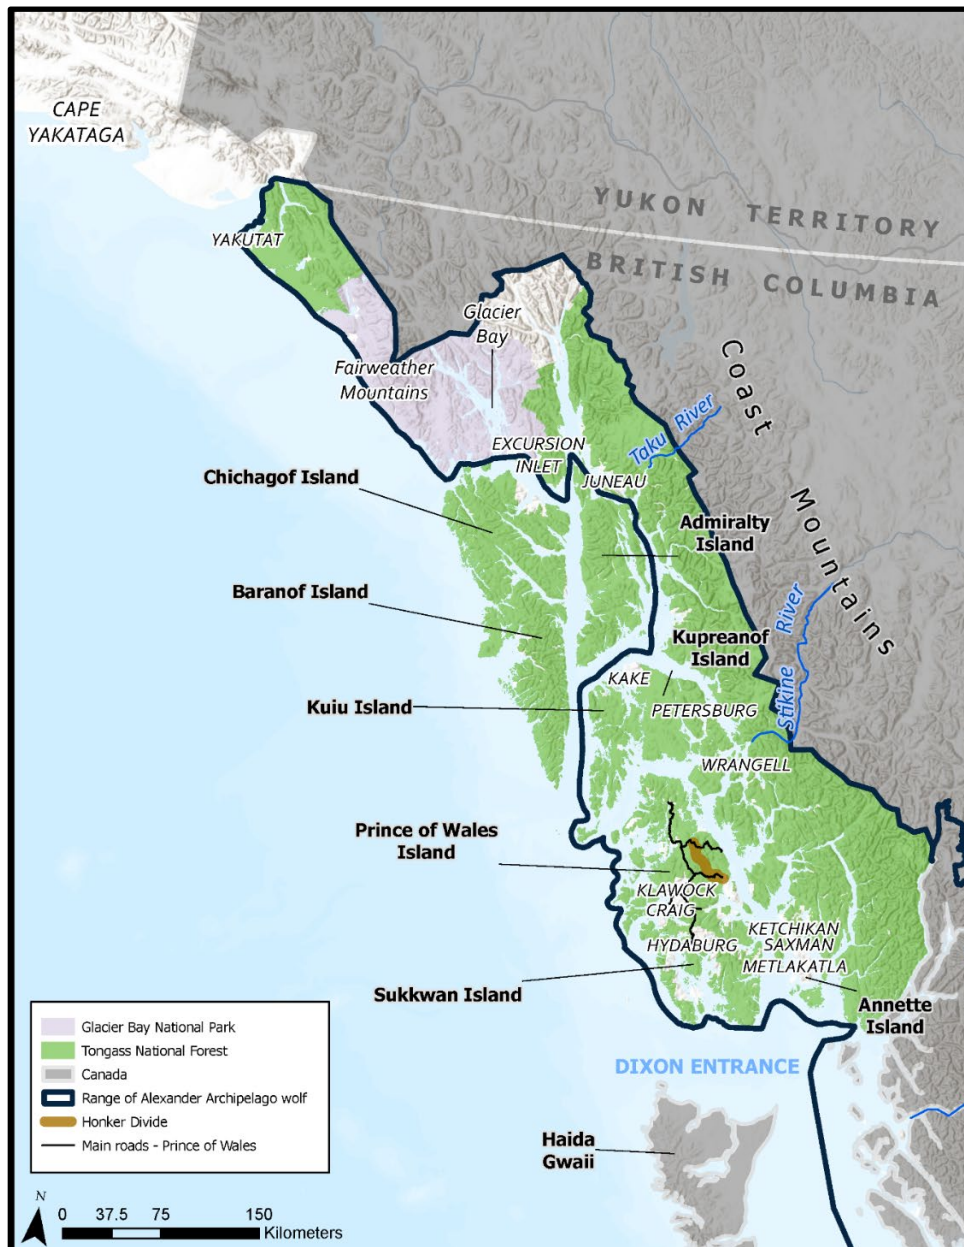 CAPE
YAKATAGA
YUKON TERRITORY
BRITISH COLUMBIA
YAKUTAT
Glacier
Bay
Fairweather
Mountains
Coast
Mountains
Taku River
EXCURSION
INLET
JUNEAU
Chichagof Island
Admiralty
Island
Baranof Island
Stikine River
Kupreanof
Island
KAKE
Kuiu Island
PETERSBURG
WRANGELL
Prince of Wales
Island
KLAWOCK
CRAIG
HYDABURG
KETCHIKAN
SAXMAN
METLAKATLA
Sukkwan Island
Annette
Island
DIXON ENTRANCE
Haida
Gwaii
Glacier Bay National Park
Tongass National Forest
Canada
Range of Alexander Archipelago wolf
Honker Divide
Main roads - Prince of Wales
N
0 37.5 75 150
Kilometers